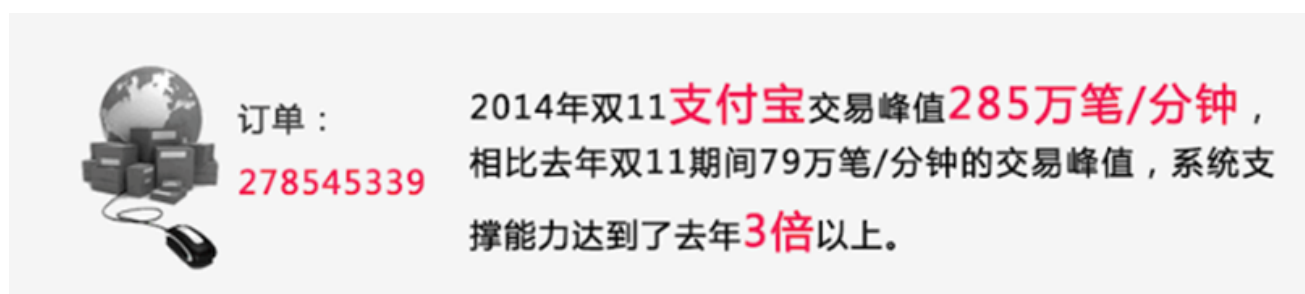 订单：
278545339
2014年双11支付宝交易峰值285万笔/分钟，
相比去年双11期间79万笔/分钟的交易峰值，系统支
撑能力达到了去年3倍以上。